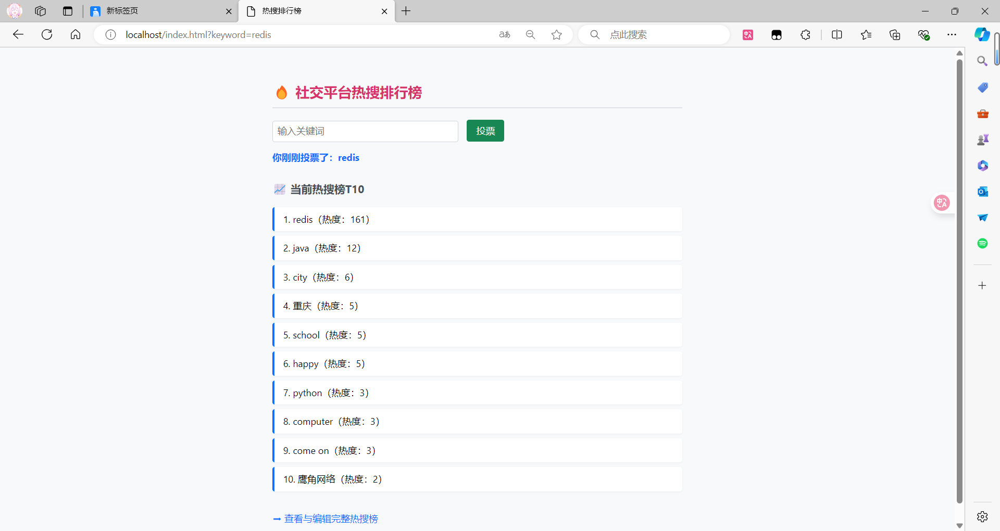 新标签页
热搜排行榜
localhost/index.html?keyword=redis
aあ
点此搜索
🔥 社交平台热搜排行榜
输入关键词
投票
你刚刚投票了：redis
📈 当前热搜榜T10
1. redis（热度：161）
2. java（热度：12）
3. city（热度：6）
4. 重庆（热度：5）
5. school（热度：5）
6. happy（热度：5）
7. python（热度：3）
8. computer（热度：3）
9. come on（热度：3）
10. 鹰角网络（热度：2）
➞ 查看与编辑完整热搜榜